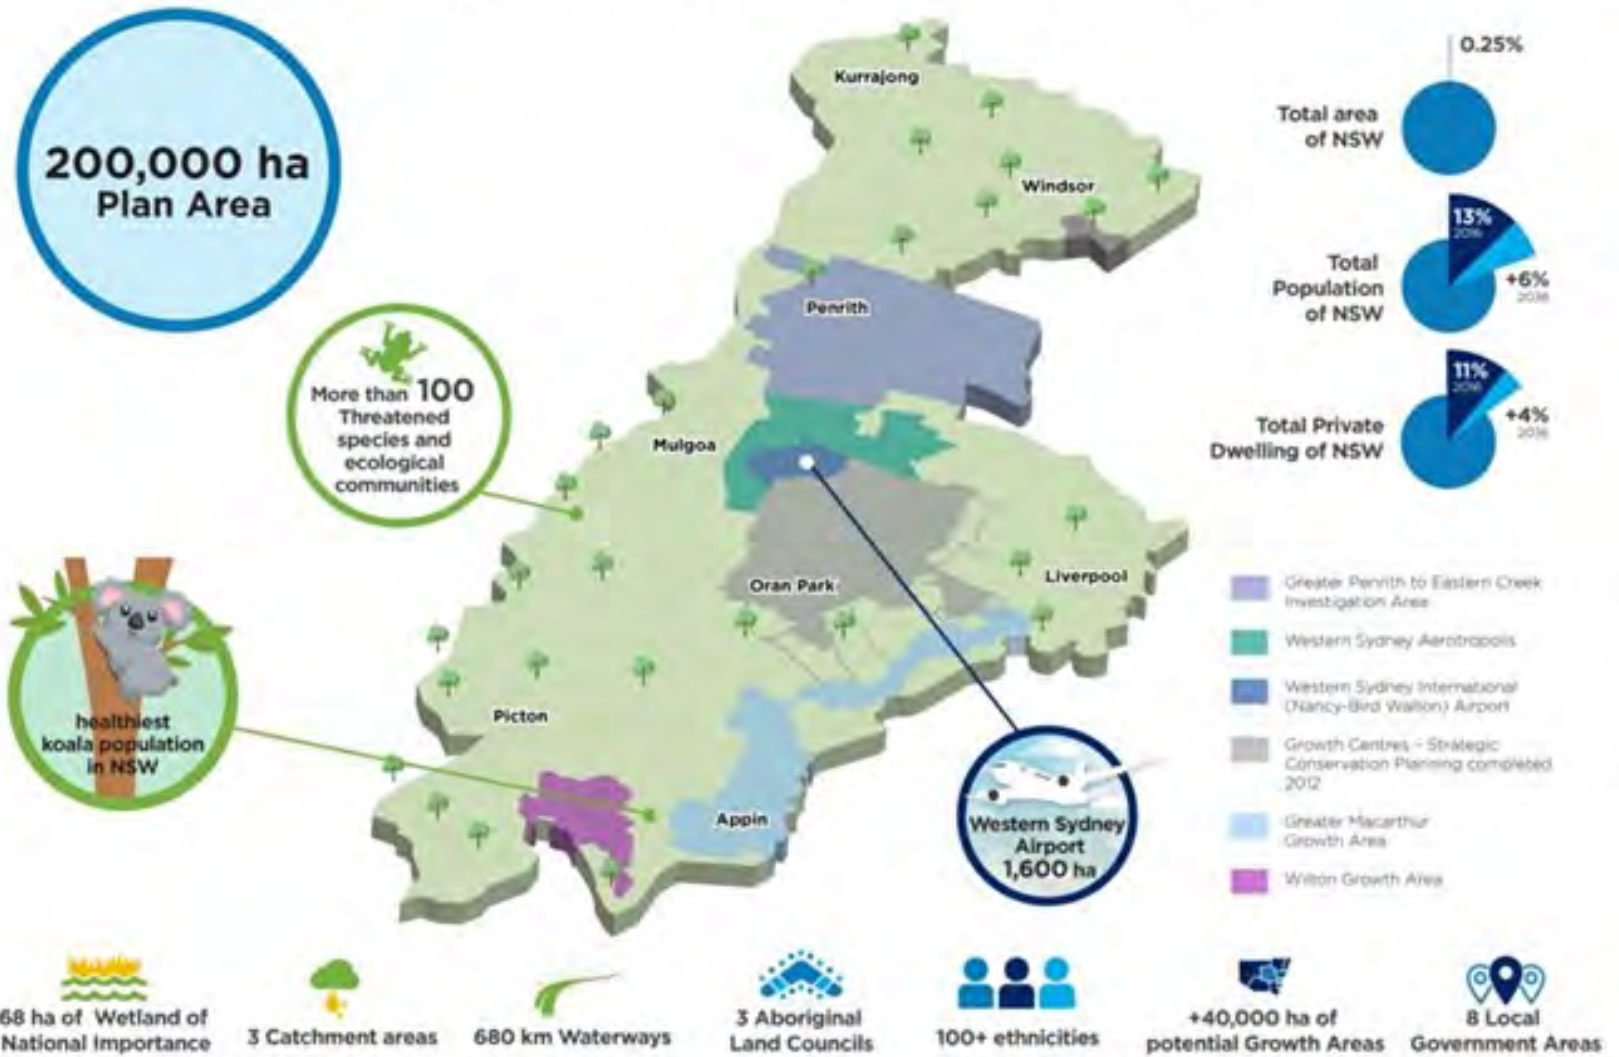 200,000 ha
Plan Area
Kurrajong
Windsor
Penrith
Mulgoa
Oran Park
Liverpool
Picton
Appin
More than 100
Threatened
species and
ecological
communities
healthiest
koala population
in NSW
Western Sydney
Airport
1,600 ha
0.25%
Total area
of NSW
13%
2016
+6%
2036
Total
Population
of NSW
11%
2016
+4%
2036
Total Private
Dwelling of NSW
Greater Penrith to Eastern Creek
Investigation Area
Western Sydney Aerotropolis
Western Sydney International
(Nancy-Bird Walton) Airport
Growth Centres – Strategic
Conservation Planning completed
2012
Greater Macarthur
Growth Area
Wilton Growth Area
68 ha of Wetland of
National Importance
3 Catchment areas
680 km Waterways
3 Aboriginal
Land Councils
100+ ethnicities
+40,000 ha of
potential Growth Areas
8 Local
Government Areas